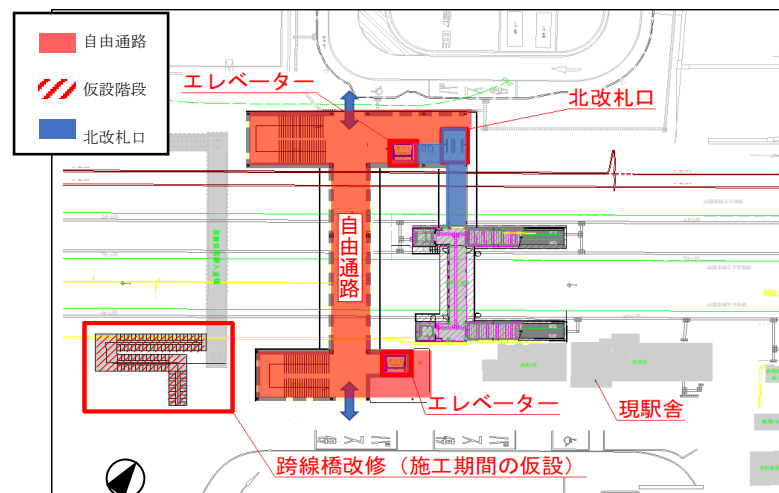 自由通路
仮設階段
北改札口
エレベーター
北改札口
自由通路
エレベーター
現駅舎
跨線橋改修（施工期間の仮設）